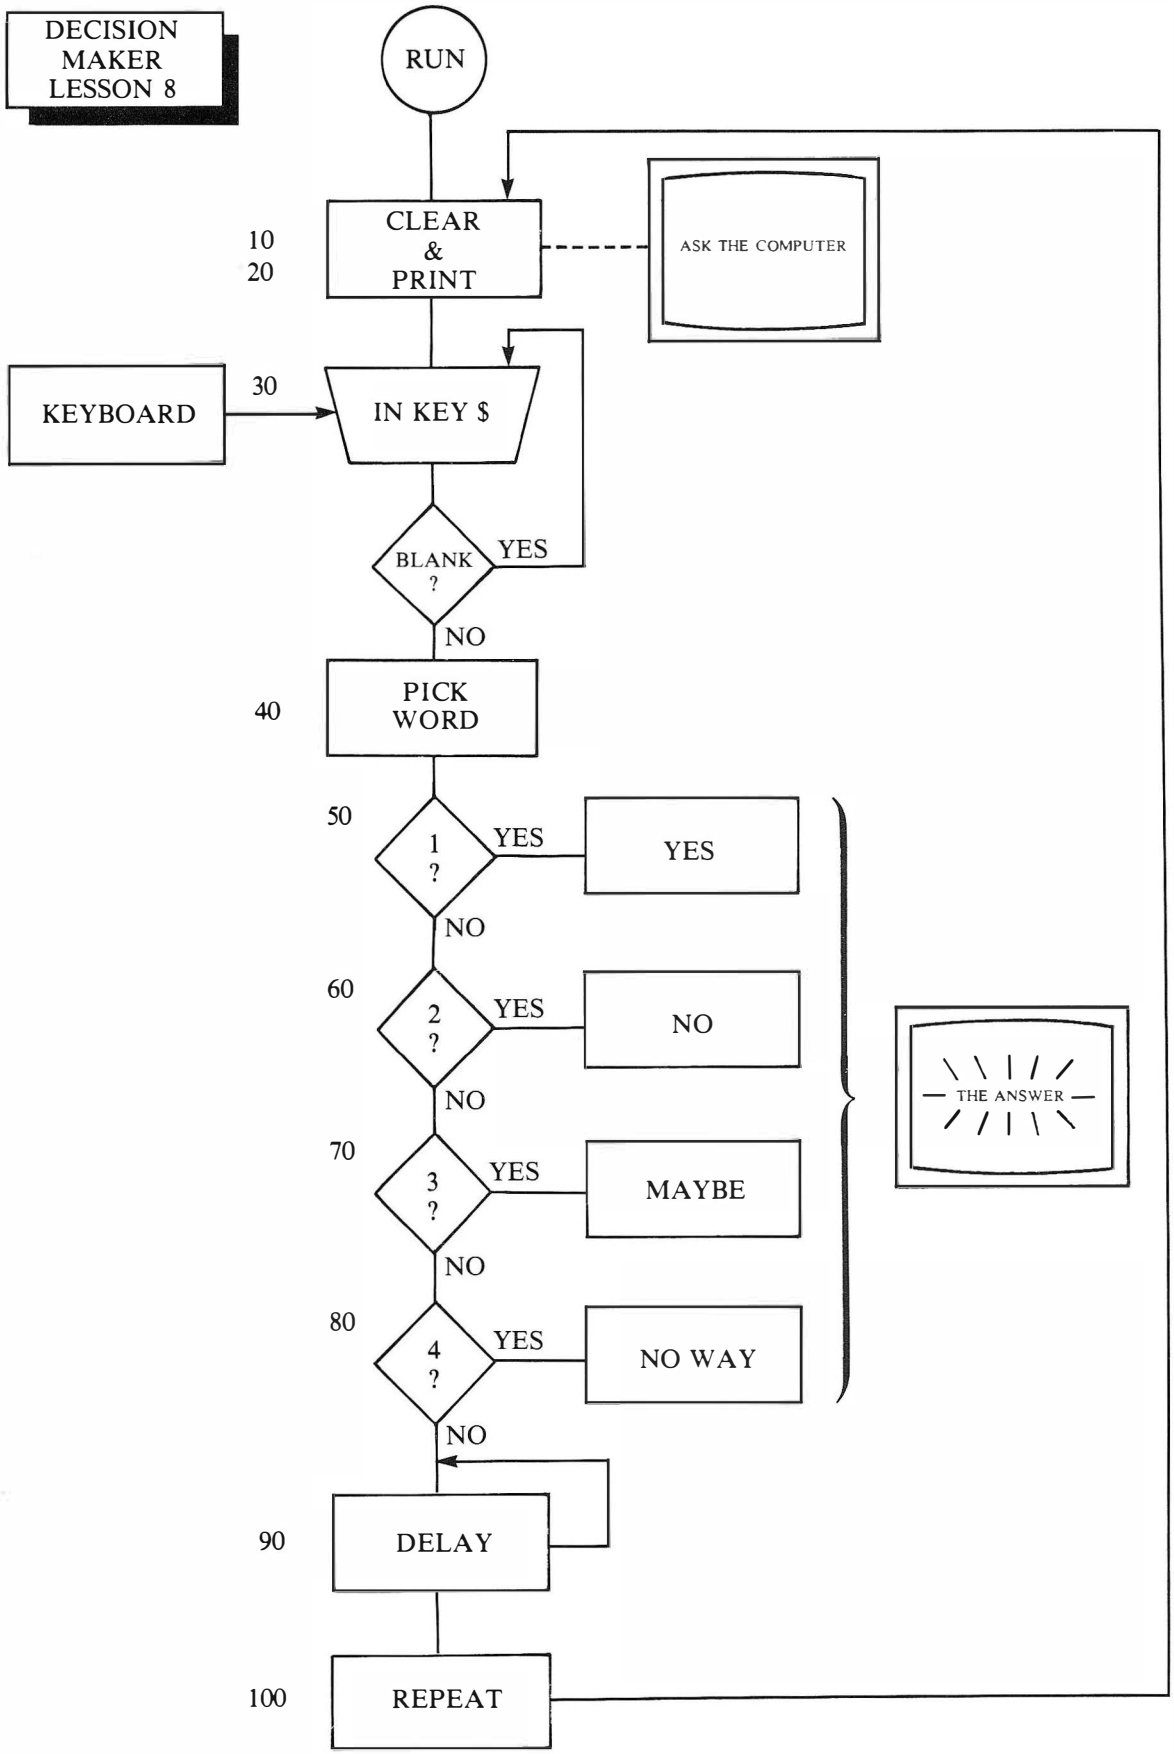 DECISION
MAKER
LESSON 8
RUN
10
20
CLEAR
&
PRINT
ASK THE COMPUTER
KEYBOARD
30
IN KEY $
BLANK
?
YES
NO
40
PICK
WORD
50
1
?
YES
YES
NO
60
2
?
YES
NO
NO
70
3
?
YES
MAYBE
NO
80
4
?
YES
NO WAY
NO
THE ANSWER
90
DELAY
100
REPEAT